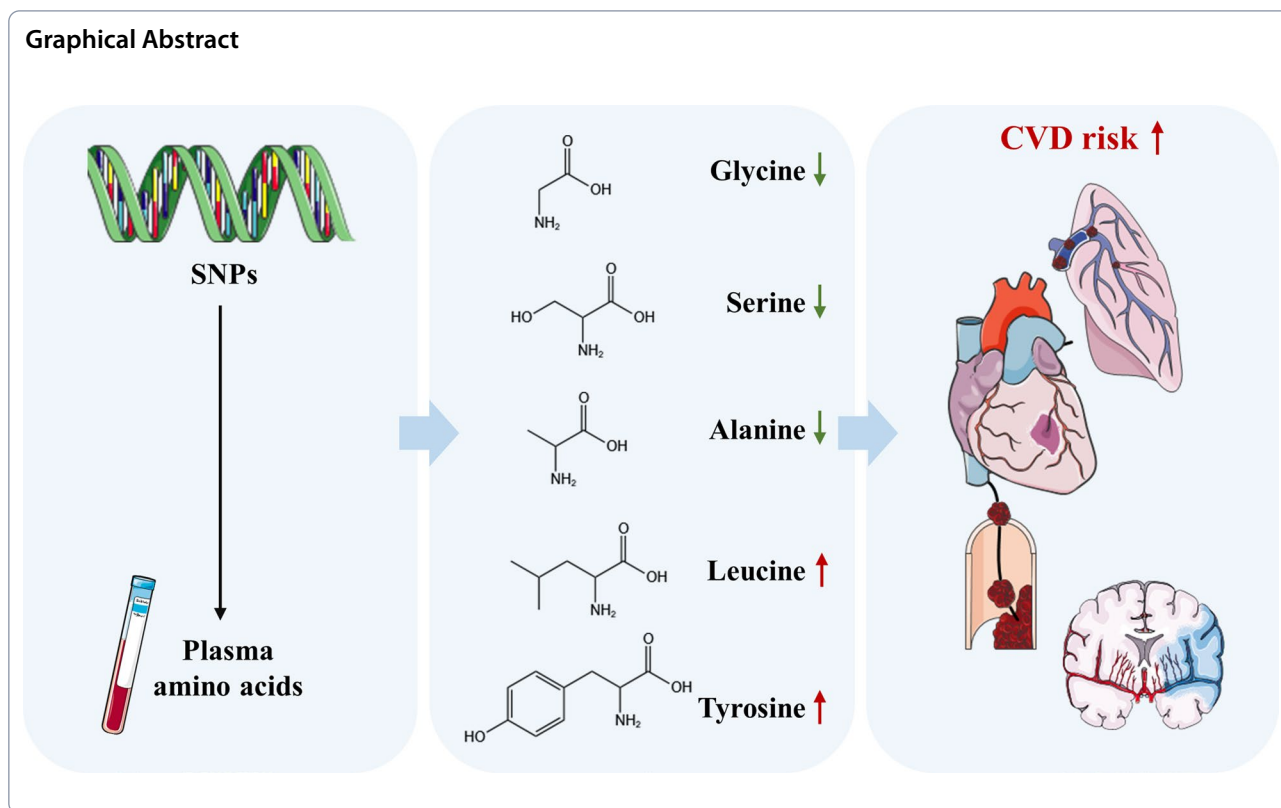 Graphical Abstract
SNPs
Plasma
amino acids
O
OH
NH₂
Glycine ↓
O
HO
OH
NH₂
Serine ↓
O
OH
NH₂
Alanine ↓
O
OH
NH₂
Leucine ↑
O
OH
NH₂
HO
Tyrosine ↑
CVD risk ↑